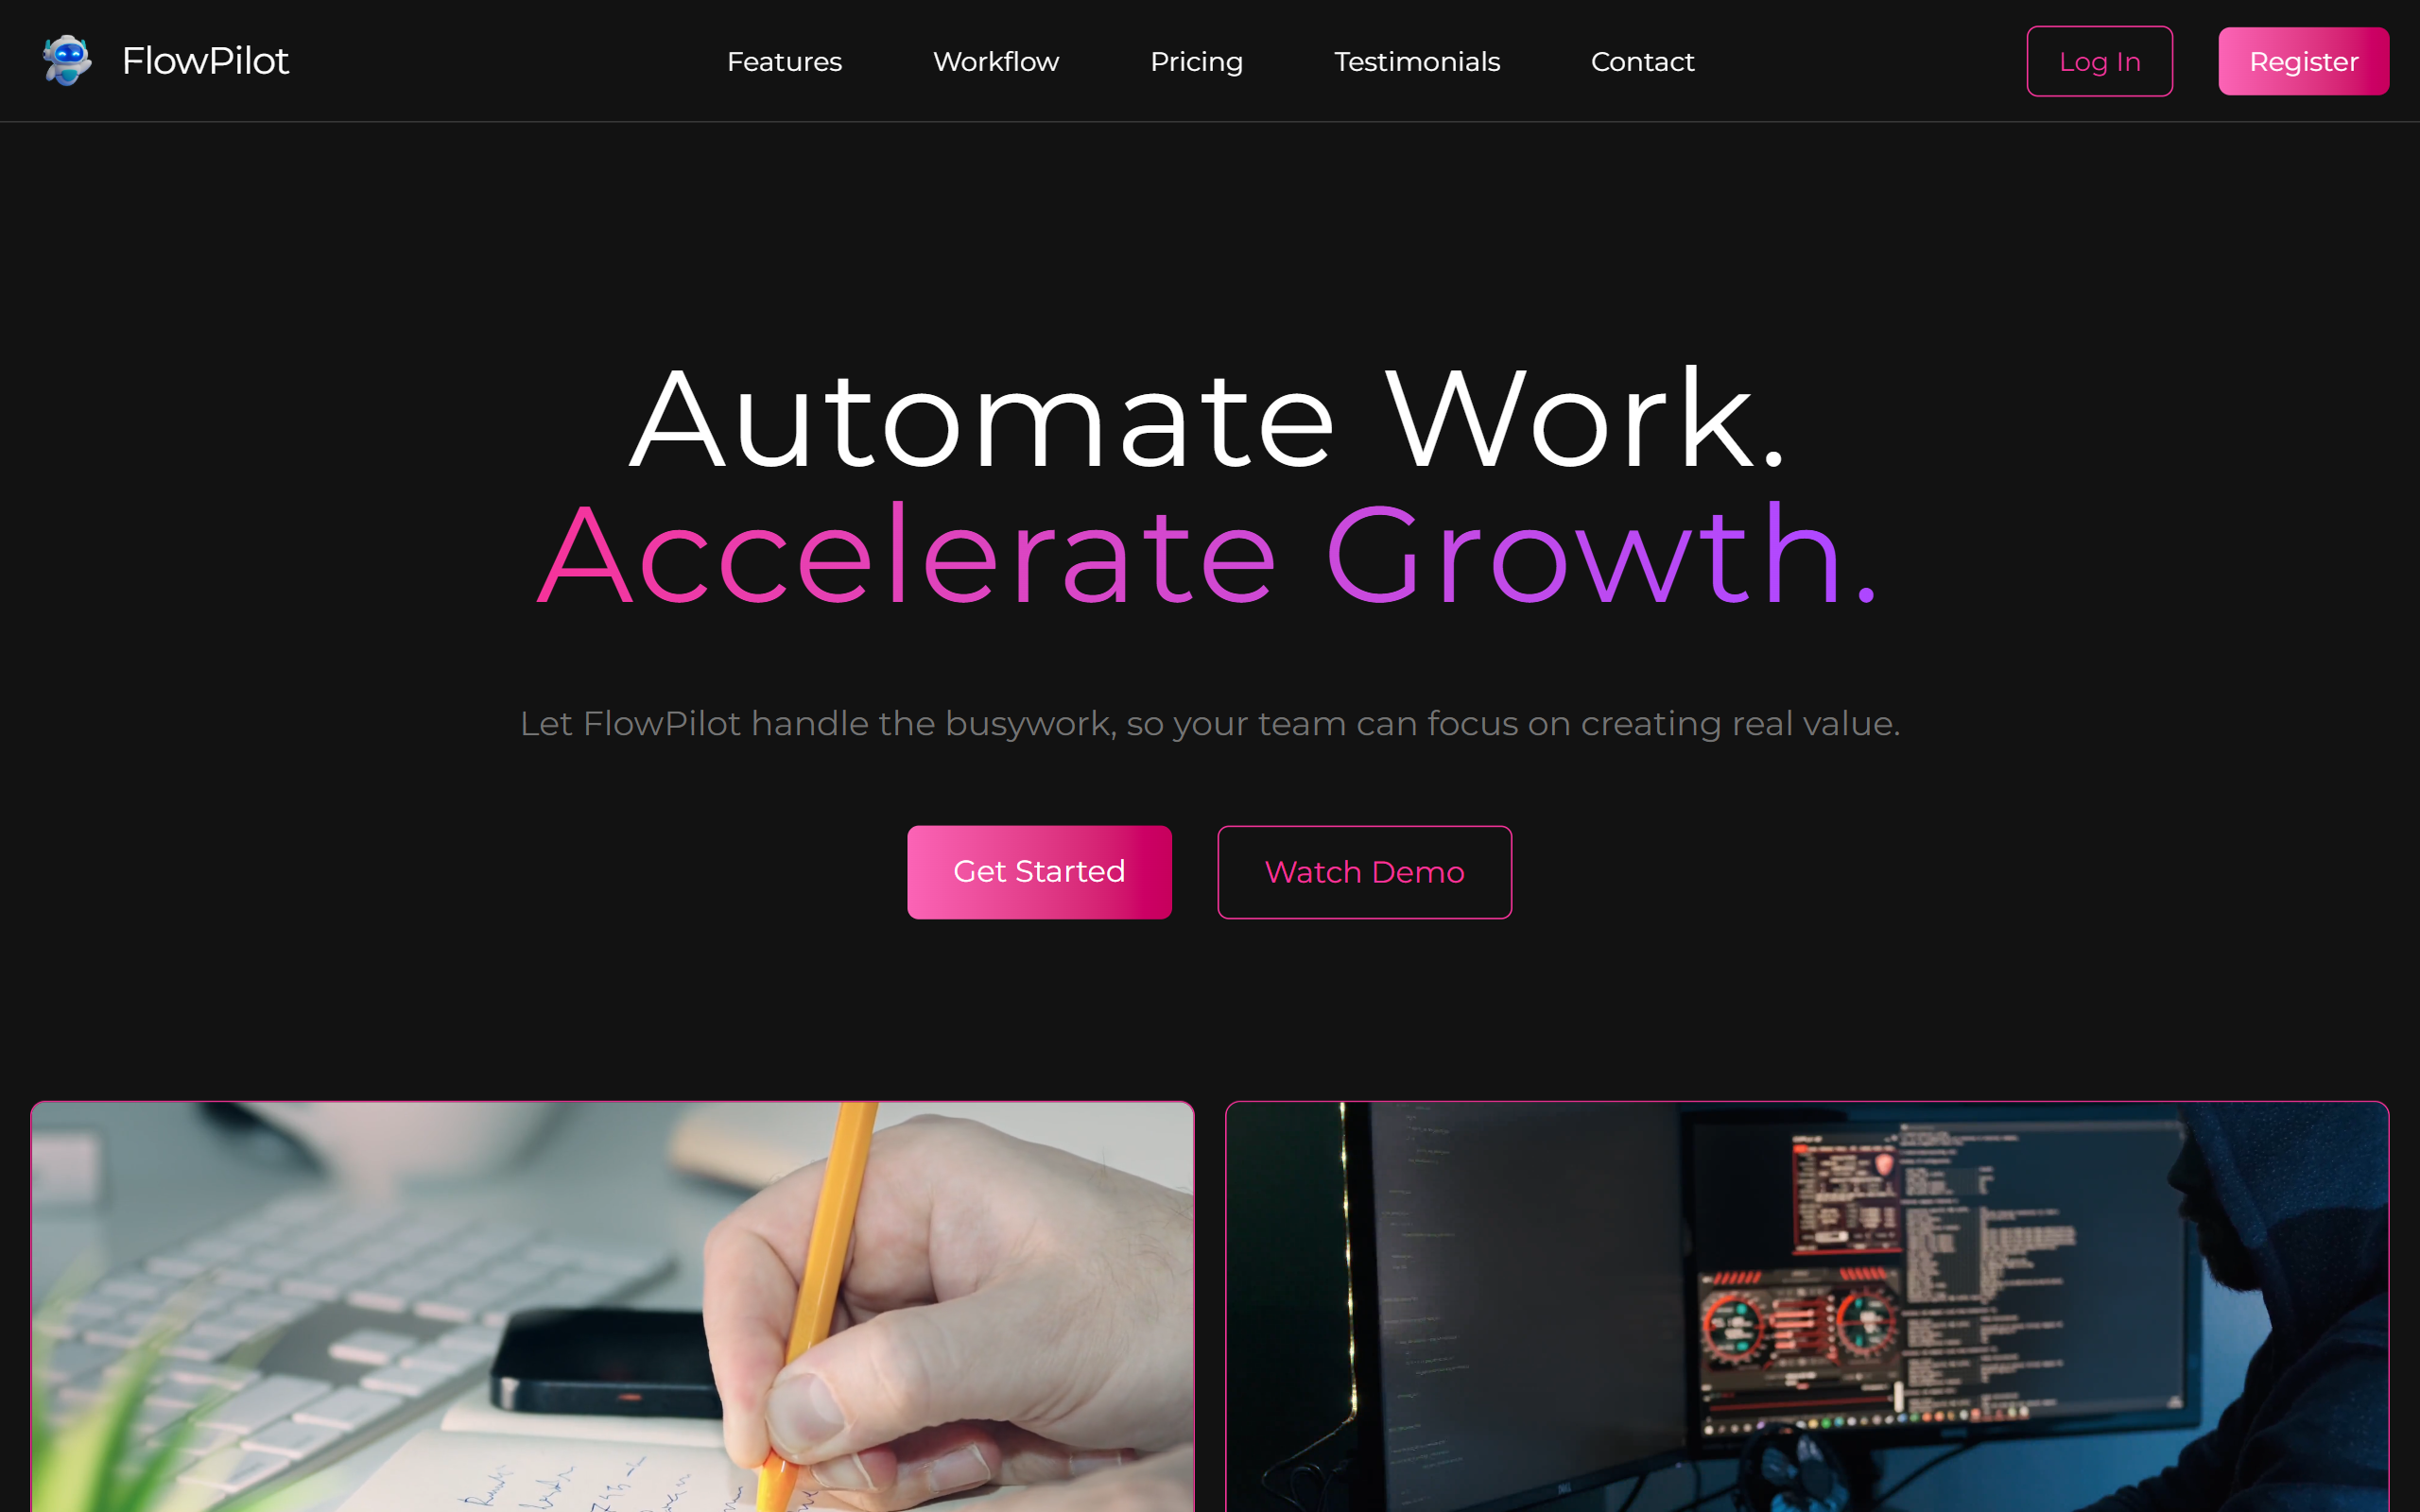 FlowPilot
Features
Workflow
Pricing
Testimonials
Contact
Log In
Register
Automate Work.
Accelerate Growth.
Let FlowPilot handle the busywork, so your team can focus on creating real value.
Get Started
Watch Demo